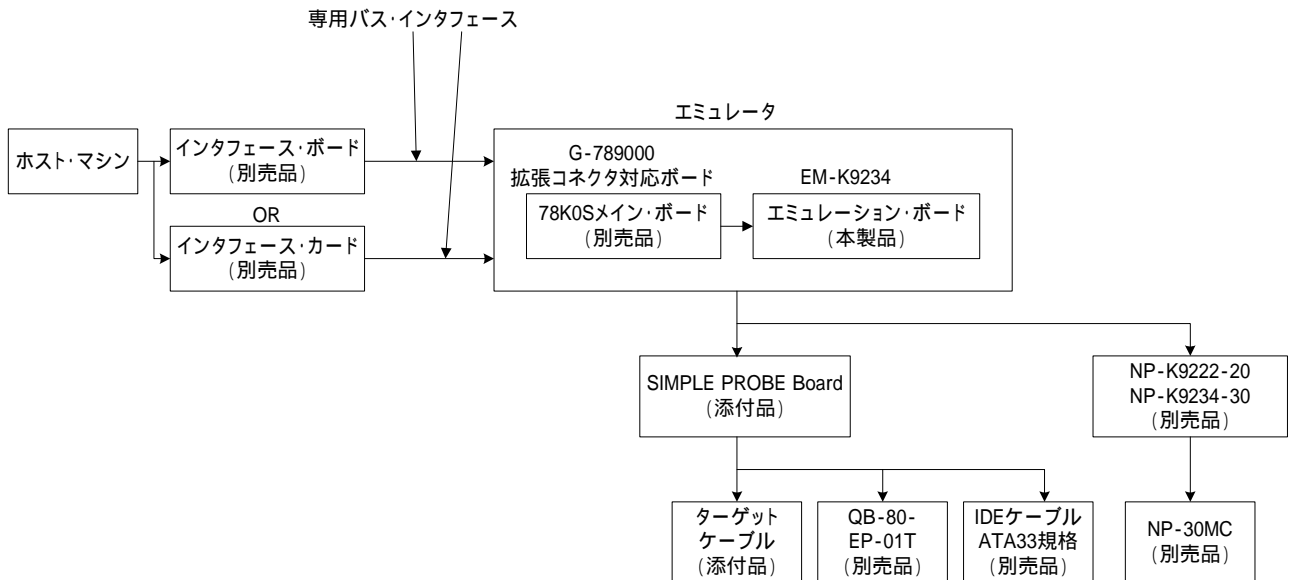 専用バス・インタフェース
エミュレータ
ホスト・マシン
インタフェース・ボード
(別売品)
OR
インタフェース・カード
(別売品)
G-789000
拡張コネクタ対応ボード
78K0Sメイン・ボード
(別売品)
EM-K9234
エミュレーション・ボード
(本製品)
SIMPLE PROBE Board
(添付品)
NP-K9222-20
NP-K9234-30
(別売品)
ターゲット
ケーブル
(添付品)
QB-80-
EP-01T
(別売品)
IDEケーブル
ATA33規格
(別売品)
NP-30MC
(別売品)